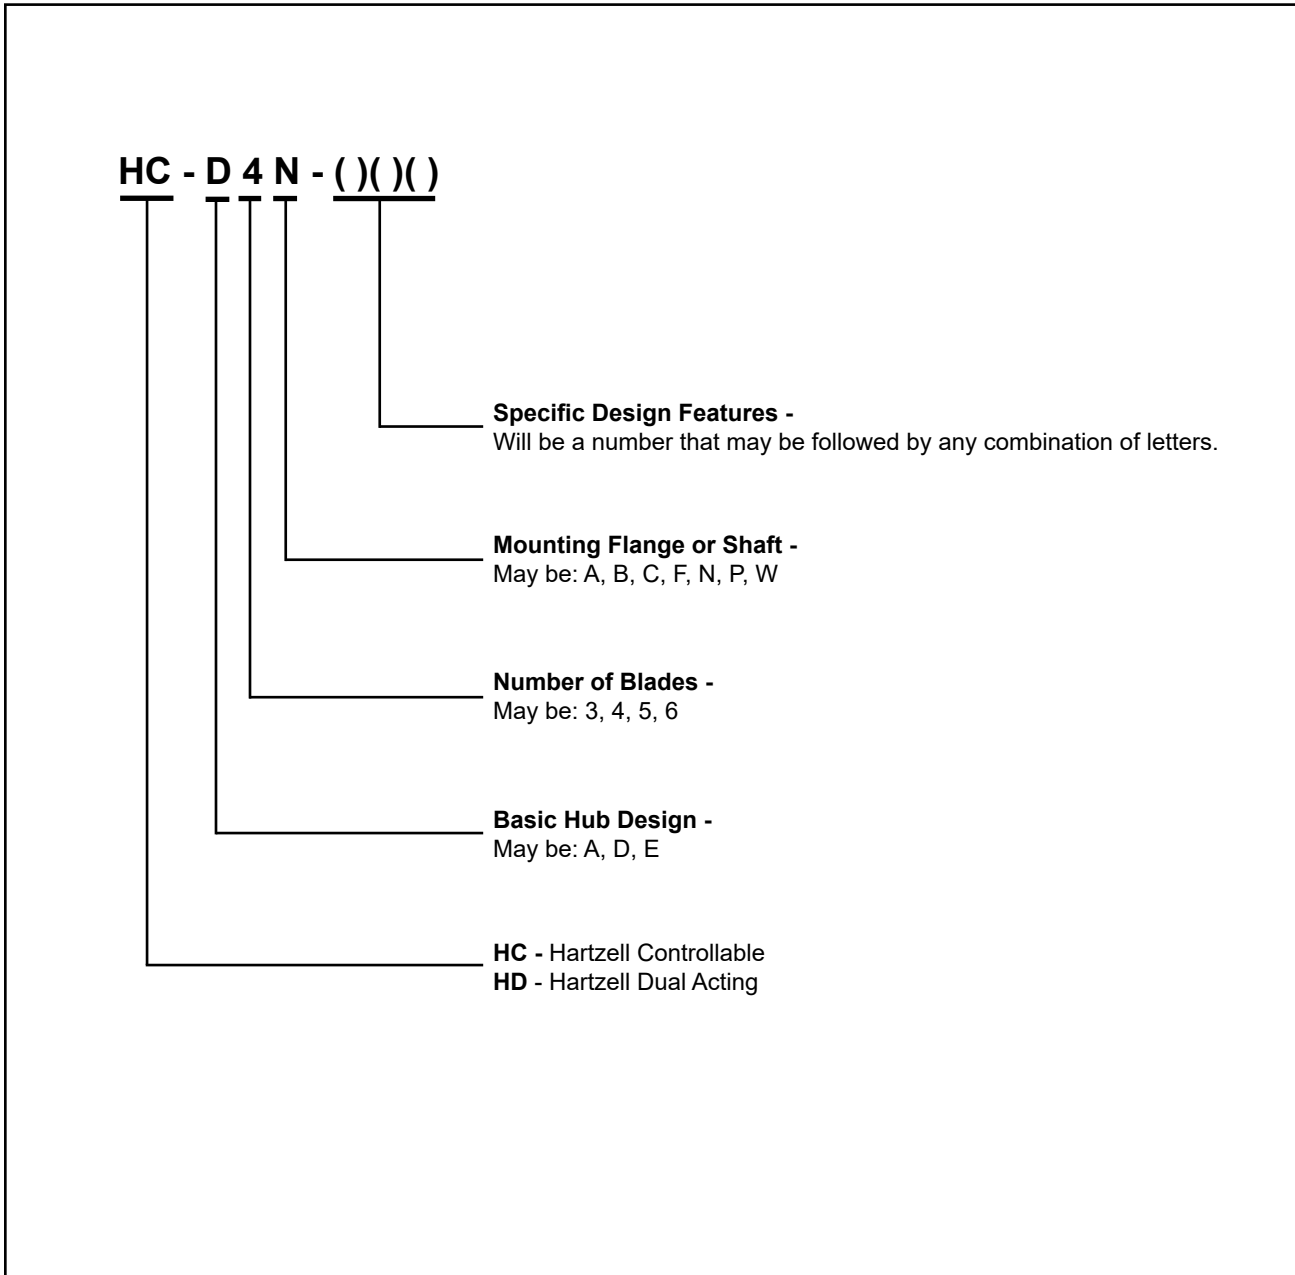 HC - D 4 N - ( )( )( )
Specific Design Features -
Will be a number that may be followed by any combination of letters.
Mounting Flange or Shaft -
May be: A, B, C, F, N, P, W
Number of Blades -
May be: 3, 4, 5, 6
Basic Hub Design -
May be: A, D, E
HC - Hartzell Controllable
HD - Hartzell Dual Acting